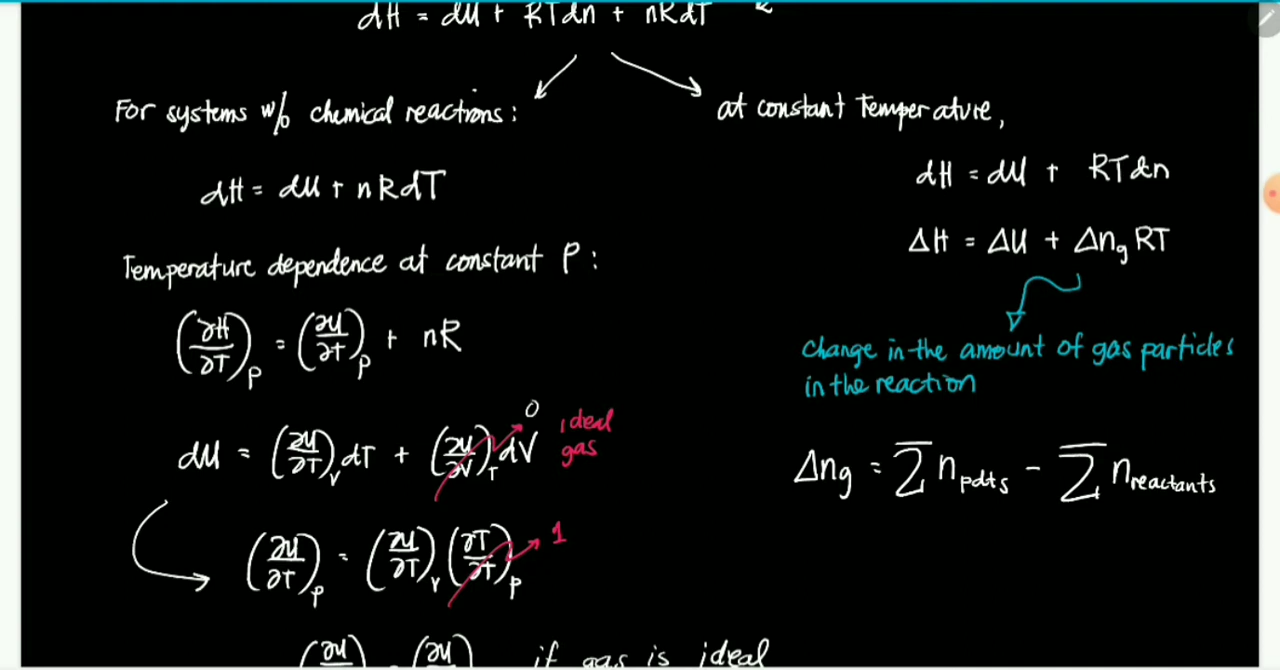 dH = dU + RTdn + nRdT
For systems w/o chemical reactions:
dH = dU + nRdT
Temperature dependence at constant P:
(∂H/∂T)_P = (∂U/∂T)_P + nR
dU = (∂U/∂T)_V dT + (∂U/∂V)_T dV 0 ideal gas
(∂U/∂T)_P = (∂U/∂T)_V (∂T/∂T)_P 1
(∂U (∂U if gas is ideal
at constant Temperature,
dH = dU + RTdn
ΔH = ΔU + Δn_g RT
change in the amount of gas particles
in the reaction
Δn_g = Σ n_pdts - Σ n_reactants